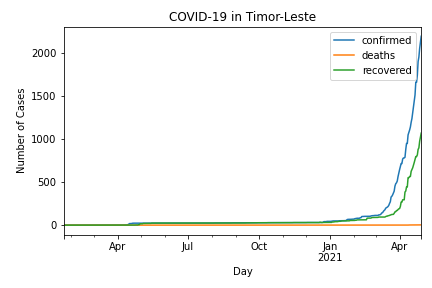 COVID-19 in Timor-Leste
confirmed
deaths
recovered
Number of Cases
2000
1500
1000
500
0
Apr
Jul
Oct
Jan
2021
Apr
Day